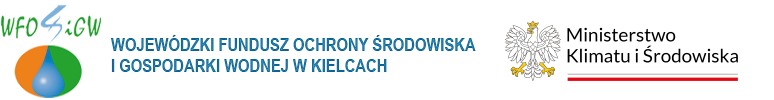 WFOŚiGW
WOJEWÓDZKI FUNDUSZ OCHRONY ŚRODOWISKA
I GOSPODARKI WODNEJ W KIELCACH
Ministerstwo
Klimatu i Środowiska